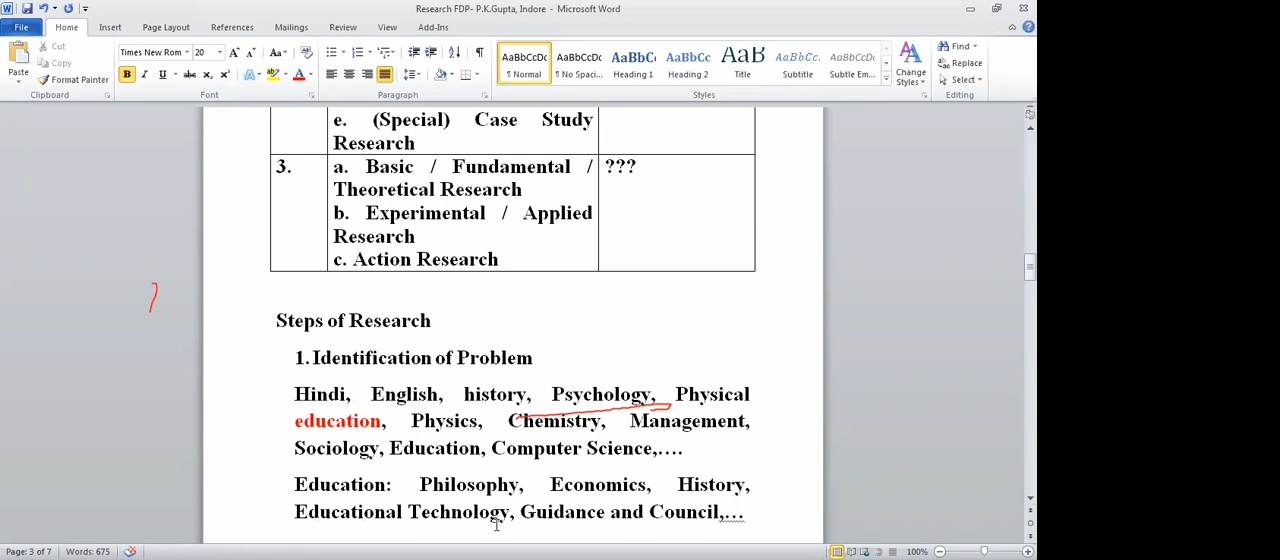 Research FDP- P.K.Gupta, Indore - Microsoft Word
File Home Insert Page Layout References Mailings Review View Add-Ins
Cut
Copy
Format Painter
Paste
Clipboard
Times New Rom 20
Font
Paragraph
AaBbCcDc AaBbCcDc AaBbCc AaBbCc AaB AaBbCc. AaBbCcDc
¶ Normal ¶ No Spaci... Heading 1 Heading 2 Title Subtitle Subtle Em...
Change Styles
Styles
Find
Replace
Select
Editing
e. (Special) Case Study
Research
3. a. Basic / Fundamental / ???
Theoretical Research
b. Experimental / Applied
Research
c. Action Research
Steps of Research
1. Identification of Problem
Hindi, English, history, Psychology, Physical
education, Physics, Chemistry, Management,
Sociology, Education, Computer Science,….
Education: Philosophy, Economics, History,
Educational Technology, Guidance and Council,…
Page: 3 of 7 Words: 675 100%